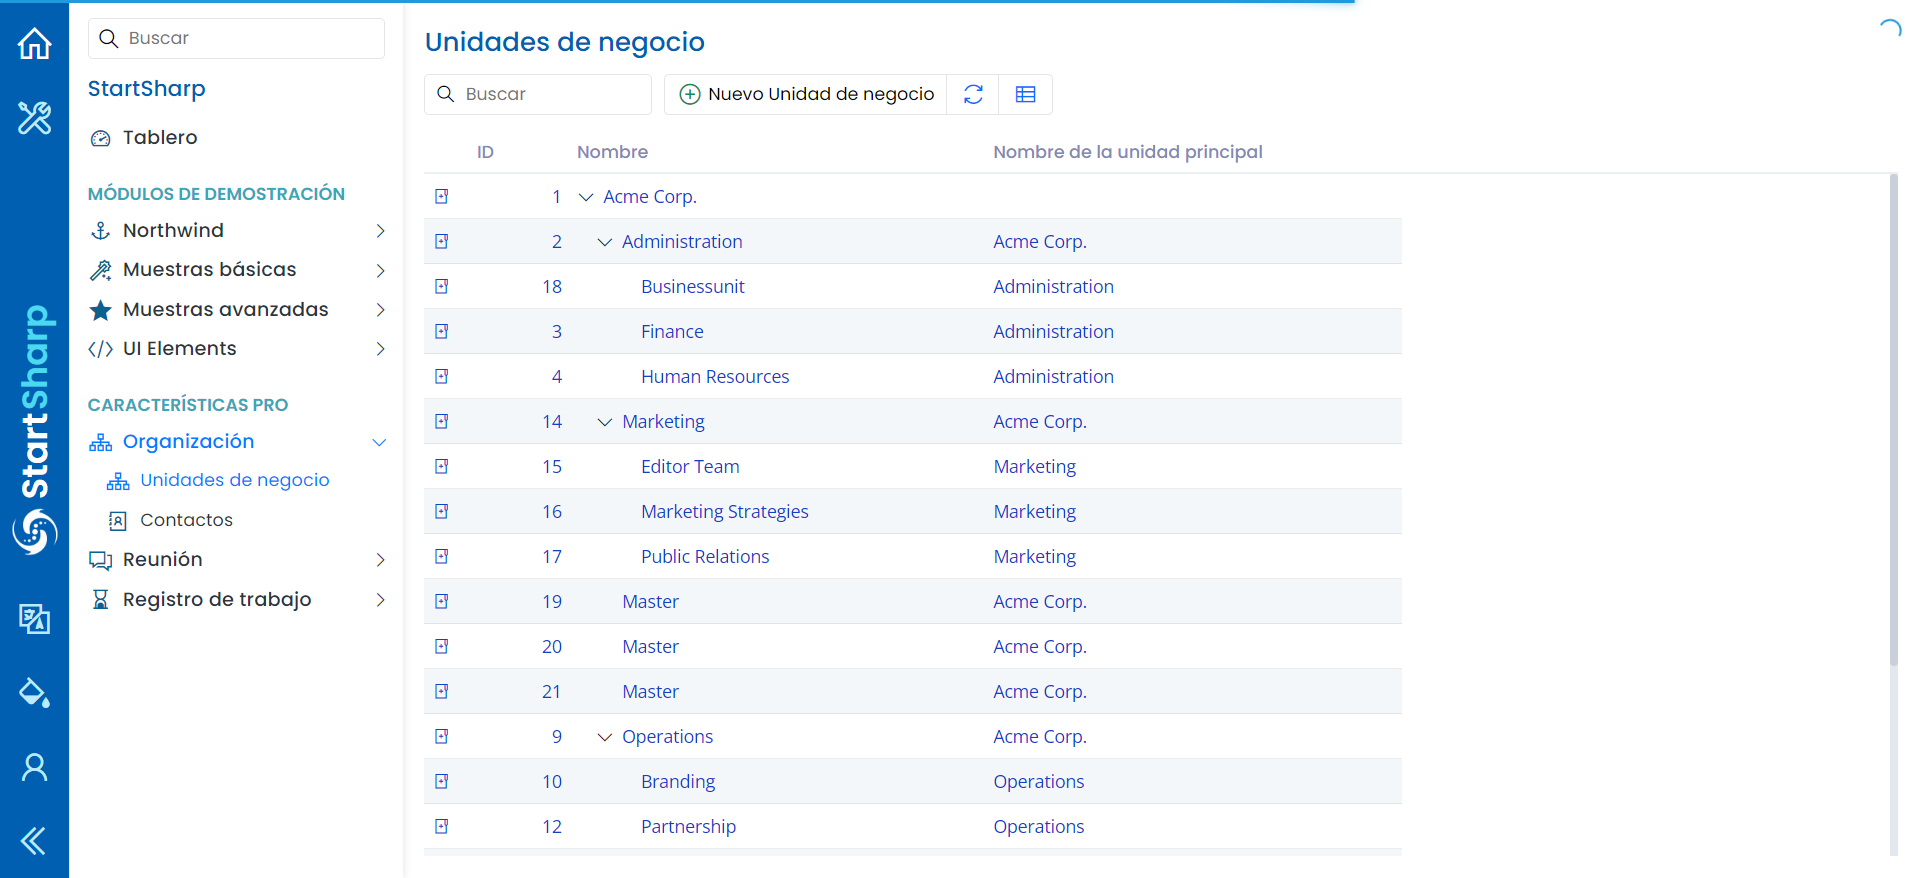 StartSharp
Buscar
StartSharp
Tablero
MÓDULOS DE DEMOSTRACIÓN
Northwind
Muestras básicas
Muestras avanzadas
UI Elements
CARACTERÍSTICAS PRO
Organización
Unidades de negocio
Contactos
Reunión
Registro de trabajo
Unidades de negocio
Buscar
Nuevo Unidad de negocio
ID Nombre Nombre de la unidad principal
1 Acme Corp.
2 Administration Acme Corp.
18 Businessunit Administration
3 Finance Administration
4 Human Resources Administration
14 Marketing Acme Corp.
15 Editor Team Marketing
16 Marketing Strategies Marketing
17 Public Relations Marketing
19 Master Acme Corp.
20 Master Acme Corp.
21 Master Acme Corp.
9 Operations Acme Corp.
10 Branding Operations
12 Partnership Operations